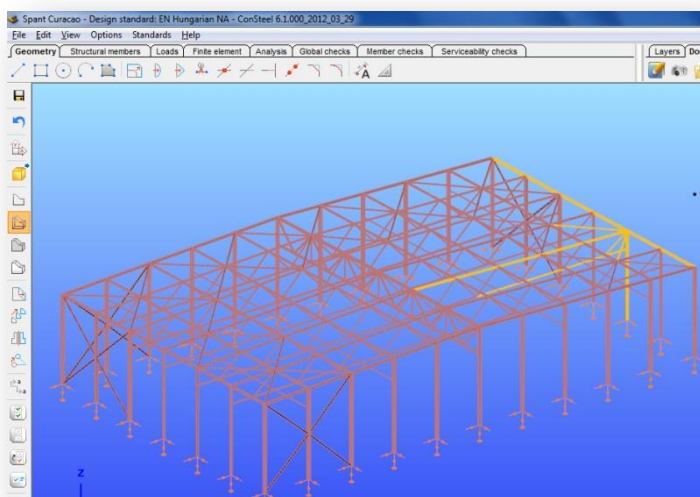 Spant Curacao - Design standard: EN Hungarian NA - ConSteel 6.1.000_2012_03_29
File Edit View Options Standards Help
Geometry Structural members Loads Finite element Analysis Global checks Member checks Serviceability checks Layers Do
A
Z